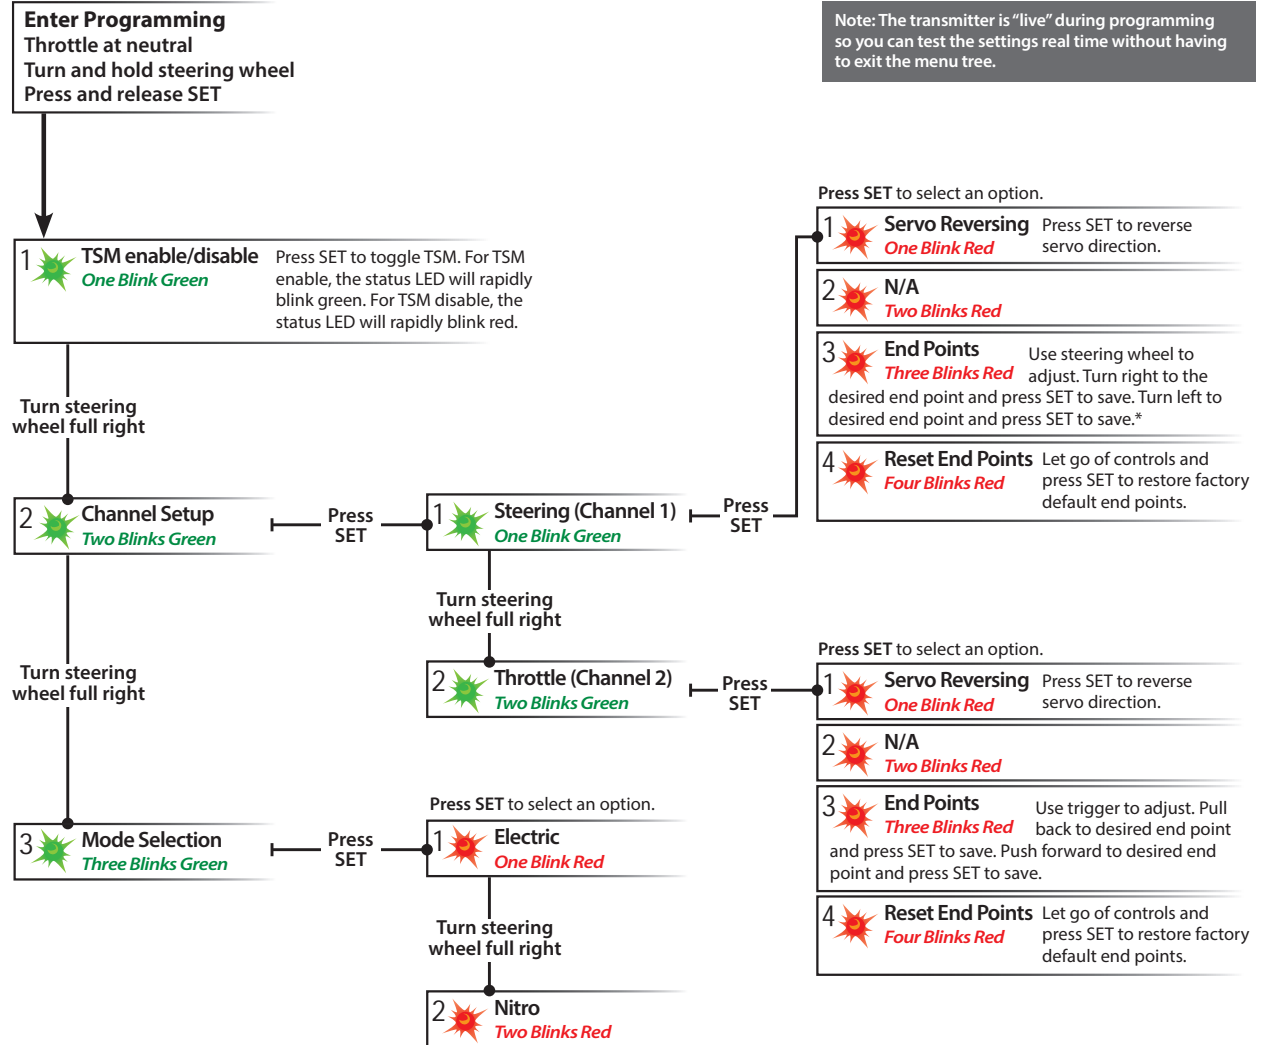 Enter Programming
Throttle at neutral
Turn and hold steering wheel
Press and release SET
Note: The transmitter is “live” during programming
so you can test the settings real time without having
to exit the menu tree.
1
TSM enable/disable
One Blink Green
Press SET to toggle TSM. For TSM
enable, the status LED will rapidly
blink green. For TSM disable, the
status LED will rapidly blink red.
Turn steering
wheel full right
2
Channel Setup
Two Blinks Green
Press
SET
1
Steering (Channel 1)
One Blink Green
Press
SET
Press SET to select an option.
1
Servo Reversing
One Blink Red
Press SET to reverse
servo direction.
2
N/A
Two Blinks Red
3
End Points
Three Blinks Red
Use steering wheel to
adjust. Turn right to the
desired end point and press SET to save. Turn left to
desired end point and press SET to save.*
4
Reset End Points
Four Blinks Red
Let go of controls and
press SET to restore factory
default end points.
Turn steering
wheel full right
2
Throttle (Channel 2)
Two Blinks Green
Press
SET
Press SET to select an option.
1
Servo Reversing
One Blink Red
Press SET to reverse
servo direction.
2
N/A
Two Blinks Red
3
End Points
Three Blinks Red
Use trigger to adjust. Pull
back to desired end point
and press SET to save. Push forward to desired end
point and press SET to save.
4
Reset End Points
Four Blinks Red
Let go of controls and
press SET to restore factory
default end points.
Turn steering
wheel full right
3
Mode Selection
Three Blinks Green
Press
SET
Press SET to select an option.
1
Electric
One Blink Red
Turn steering
wheel full right
2
Nitro
Two Blinks Red